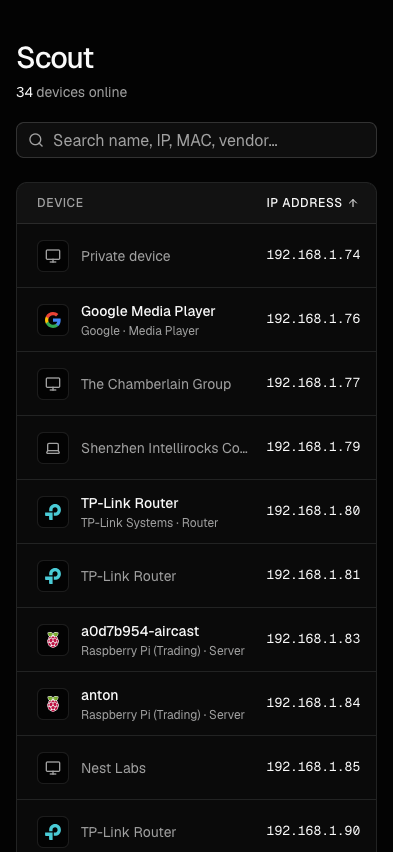 Scout
34 devices online
Search name, IP, MAC, vendor...
DEVICE IP ADDRESS ↑
Private device 192.168.1.74
Google Media Player 192.168.1.76
Google · Media Player
The Chamberlain Group 192.168.1.77
Shenzhen Intellirocks Co... 192.168.1.79
TP-Link Router 192.168.1.80
TP-Link Systems · Router
TP-Link Router 192.168.1.81
a0d7b954-aircast 192.168.1.83
Raspberry Pi (Trading) · Server
anton 192.168.1.84
Raspberry Pi (Trading) · Server
Nest Labs 192.168.1.85
TP-Link Router 192.168.1.90